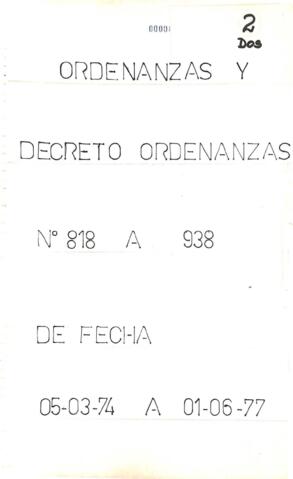 00001
2
Dos
ORDENANZAS Y
DECRETO ORDENANZAS
N° 818 A 938
DE FECHA
05-03-74 A 01-06-77